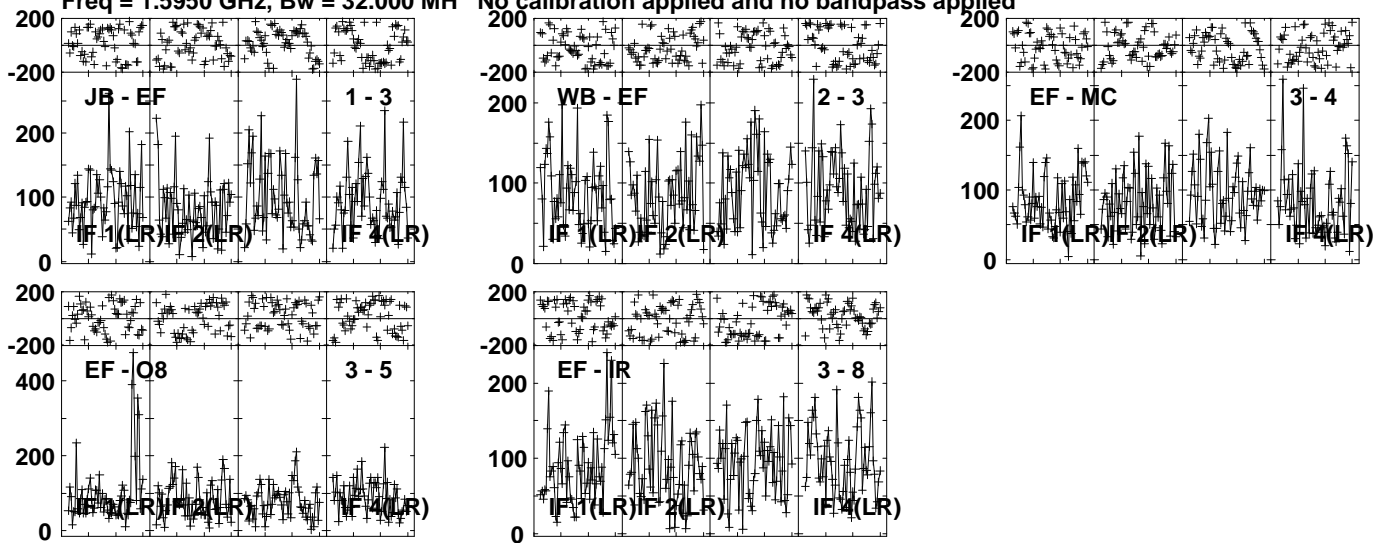 Freq = 1.5950 GHz, Bw = 32.000 MH No calibration applied and no bandpass applied
200
-200
JB - EF 1 - 3
200
100
IF 1(LR) IF 2(LR) IF 4(LR)
0
200
-200
WB - EF 2 - 3
200
100
IF 1(LR) IF 2(LR) IF 4(LR)
0
200
-200
EF - MC 3 - 4
200
100
IF 1(LR) IF 2(LR) IF 4(LR)
0
200
-200
EF - O8 3 - 5
400
200
IF 1(LR) IF 2(LR) IF 4(LR)
0
200
-200
EF - IR 3 - 8
200
100
IF 1(LR) IF 2(LR) IF 4(LR)
0